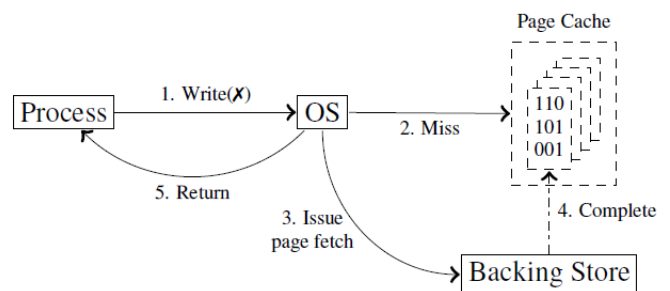 Page Cache
1. Write(✗)
Process
OS
2. Miss
110
101
001
5. Return
3. Issue
page fetch
4. Complete
Backing Store